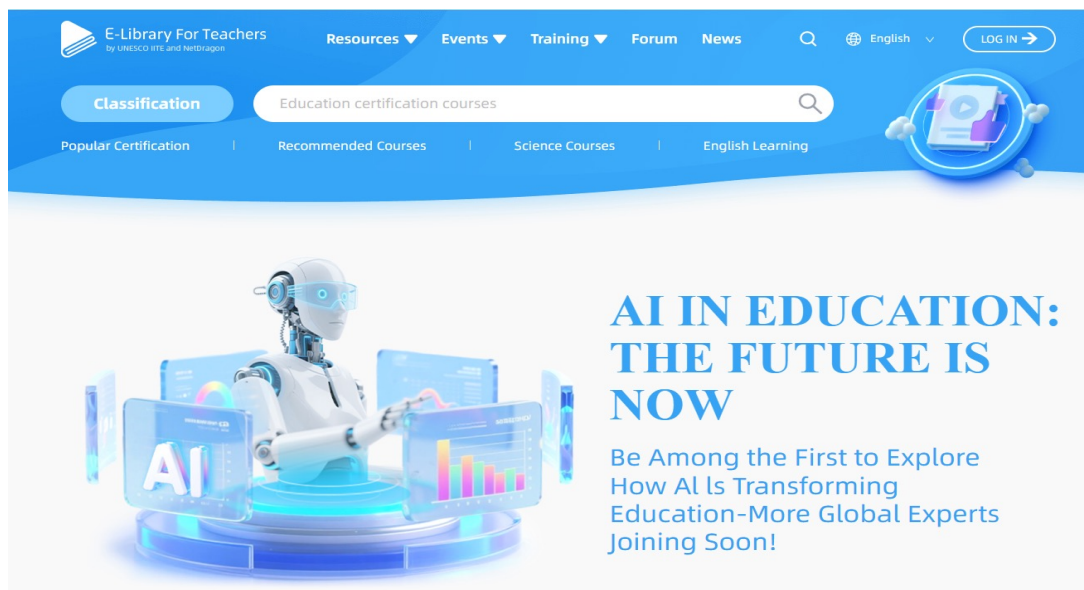 E-Library For Teachers
by UNESCO IITE and NetDragon
Resources
Events
Training
Forum
News
English
LOG IN
Classification
Education certification courses
Popular Certification
Recommended Courses
Science Courses
English Learning
AI
AI IN EDUCATION:
THE FUTURE IS
NOW
Be Among the First to Explore
How Al ls Transforming
Education-More Global Experts
Joining Soon!